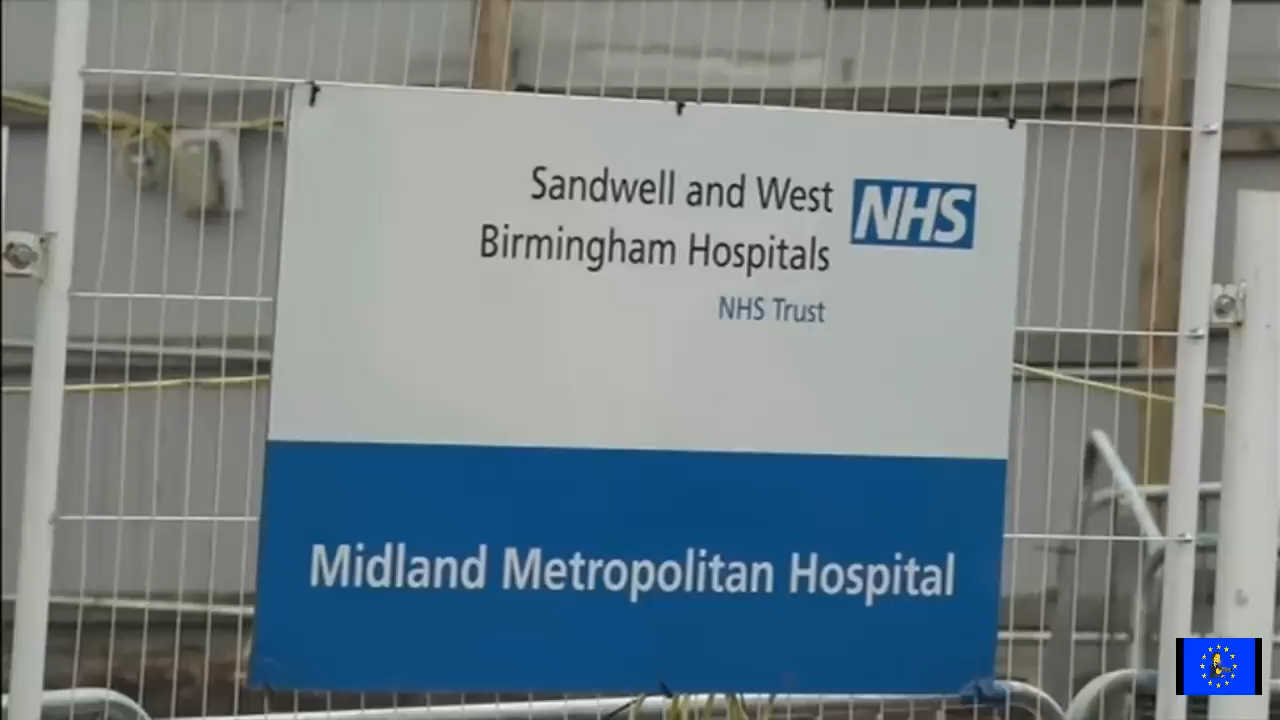 Sandwell and West
Birmingham Hospitals
NHS
NHS Trust
Midland Metropolitan Hospital